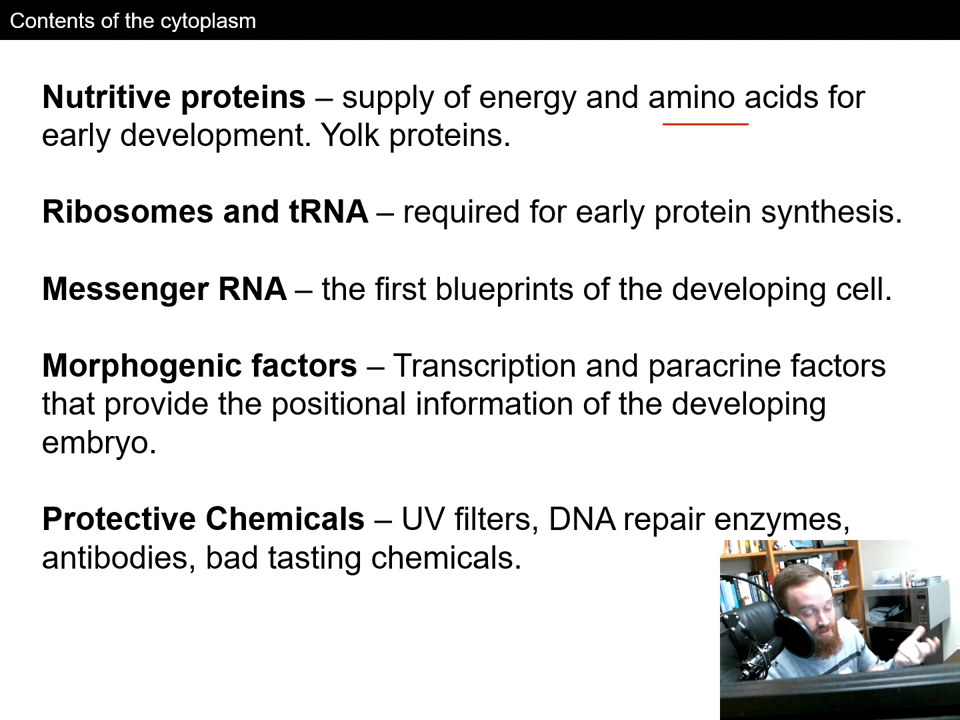 Contents of the cytoplasm
Nutritive proteins – supply of energy and amino acids for
early development. Yolk proteins.
Ribosomes and tRNA – required for early protein synthesis.
Messenger RNA – the first blueprints of the developing cell.
Morphogenic factors – Transcription and paracrine factors
that provide the positional information of the developing
embryo.
Protective Chemicals – UV filters, DNA repair enzymes,
antibodies, bad tasting chemicals.